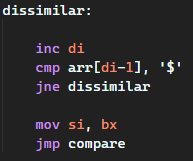 dissimilar:
inc di
cmp arr[di-1], '$'
jne dissimilar
mov si, bx
jmp compare